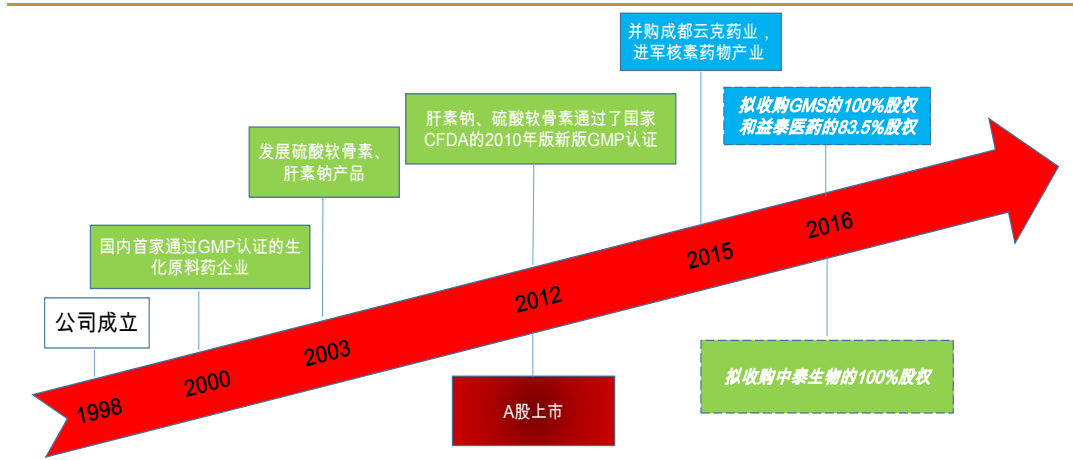 并购成都云克药业，
进军核素药物产业
拟收购GMS的100%股权
和益泰医药的83.5%股权
肝素钠、硫酸软骨素通过了国家
CFDA的2010年版新版GMP认证
发展硫酸软骨素、
肝素钠产品
国内首家通过GMP认证的生
化原料药企业
公司成立
1998
2000
2003
2012
2015
2016
A股上市
拟收购中泰生物的100%股权